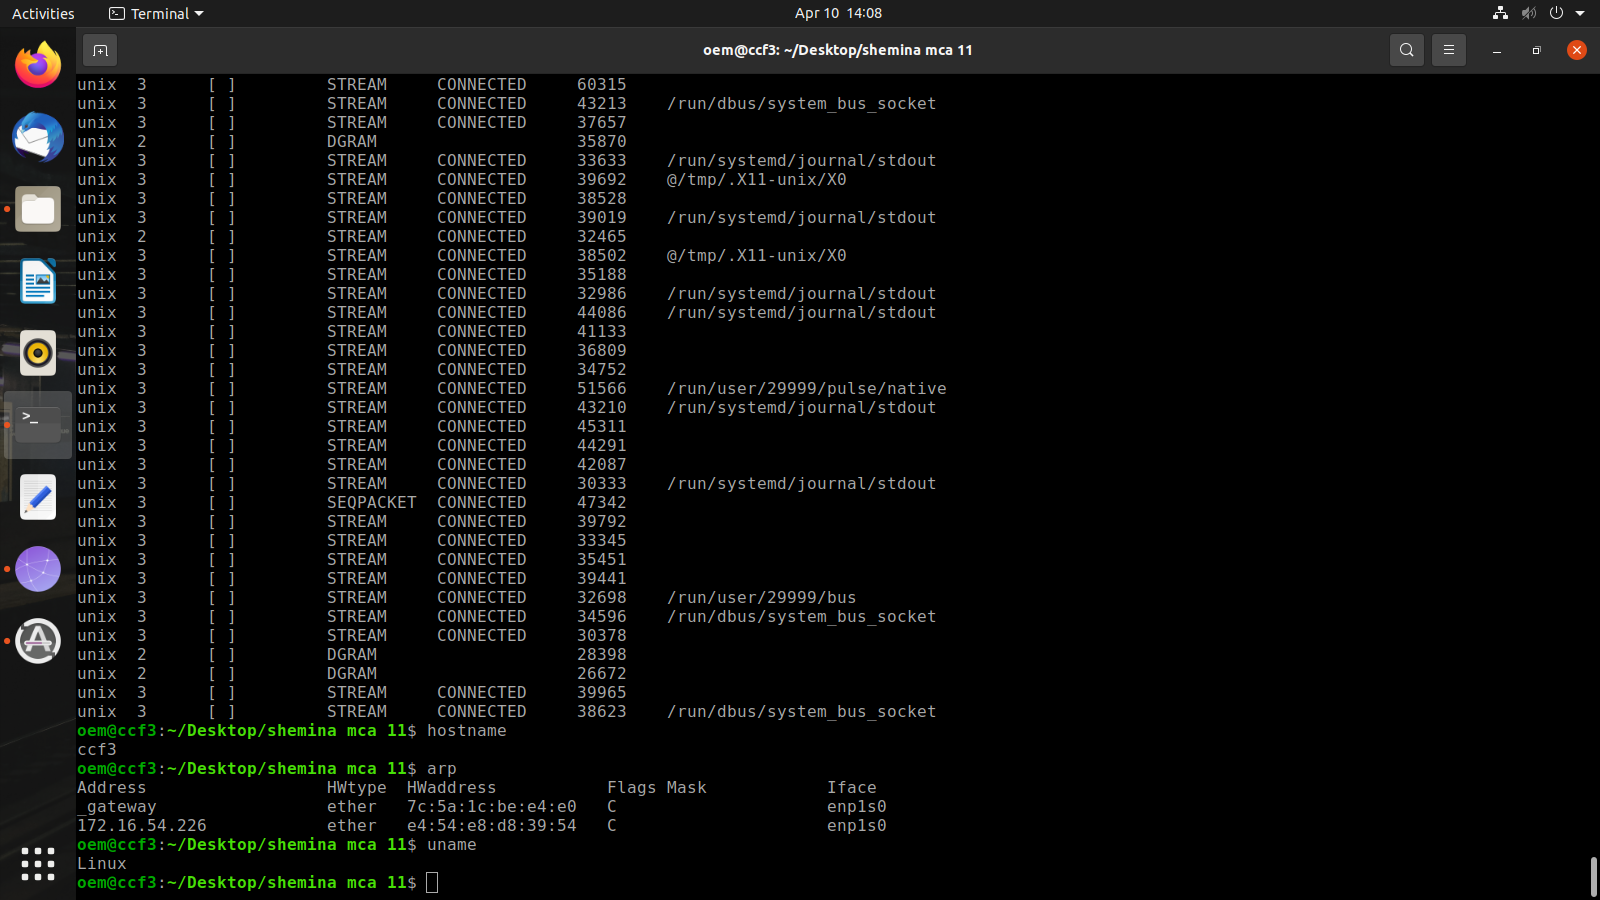 Activities Terminal Apr 10 14:08
oem@ccf3: ~/Desktop/shemina mca 11
unix 3 [ ] STREAM CONNECTED 60315
unix 3 [ ] STREAM CONNECTED 43213 /run/dbus/system_bus_socket
unix 3 [ ] STREAM CONNECTED 37657
unix 2 [ ] DGRAM 35870
unix 3 [ ] STREAM CONNECTED 33633 /run/systemd/journal/stdout
unix 3 [ ] STREAM CONNECTED 39692 @/tmp/.X11-unix/X0
unix 3 [ ] STREAM CONNECTED 38528
unix 3 [ ] STREAM CONNECTED 39019 /run/systemd/journal/stdout
unix 2 [ ] STREAM CONNECTED 32465
unix 3 [ ] STREAM CONNECTED 38502 @/tmp/.X11-unix/X0
unix 3 [ ] STREAM CONNECTED 35188
unix 3 [ ] STREAM CONNECTED 32986 /run/systemd/journal/stdout
unix 3 [ ] STREAM CONNECTED 44086 /run/systemd/journal/stdout
unix 3 [ ] STREAM CONNECTED 41133
unix 3 [ ] STREAM CONNECTED 36809
unix 3 [ ] STREAM CONNECTED 34752
unix 3 [ ] STREAM CONNECTED 51566 /run/user/29999/pulse/native
unix 3 [ ] STREAM CONNECTED 43210 /run/systemd/journal/stdout
unix 3 [ ] STREAM CONNECTED 45311
unix 3 [ ] STREAM CONNECTED 44291
unix 3 [ ] STREAM CONNECTED 42087
unix 3 [ ] STREAM CONNECTED 30333 /run/systemd/journal/stdout
unix 3 [ ] SEQPACKET CONNECTED 47342
unix 3 [ ] STREAM CONNECTED 39792
unix 3 [ ] STREAM CONNECTED 33345
unix 3 [ ] STREAM CONNECTED 35451
unix 3 [ ] STREAM CONNECTED 39441
unix 3 [ ] STREAM CONNECTED 32698 /run/user/29999/bus
unix 3 [ ] STREAM CONNECTED 34596 /run/dbus/system_bus_socket
unix 3 [ ] STREAM CONNECTED 30378
unix 2 [ ] DGRAM 28398
unix 2 [ ] DGRAM 26672
unix 3 [ ] STREAM CONNECTED 39965
unix 3 [ ] STREAM CONNECTED 38623 /run/dbus/system_bus_socket
oem@ccf3:~/Desktop/shemina mca 11$ hostname
ccf3
oem@ccf3:~/Desktop/shemina mca 11$ arp
Address HWtype HWaddress Flags Mask Iface
_gateway ether 7c:5a:1c:be:e4:e0 C enp1s0
172.16.54.226 ether e4:54:e8:d8:39:54 C enp1s0
oem@ccf3:~/Desktop/shemina mca 11$ uname
Linux
oem@ccf3:~/Desktop/shemina mca 11$